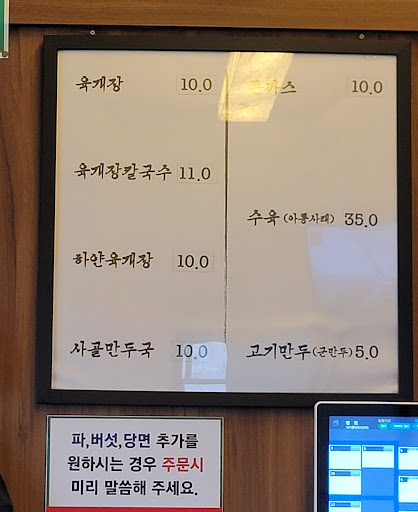 육개장 10.0
육개장칼국수 11.0
하얀육개장 10.0
사골만두국 10.0
돈가스 10.0
수육(아롱사태) 35.0
고기만두(군만두) 5.0
파,버섯,당면 추가를
원하시는 경우 주문시
미리 말씀해 주세요.